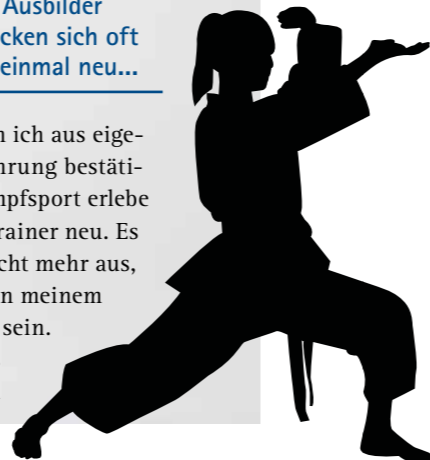 Ausbilder
cken sich oft
einmal neu...
ich aus eige-
hrung bestäti-
mpfsport erlebe
rainer neu. Es
cht mehr aus,
n meinem
sein.